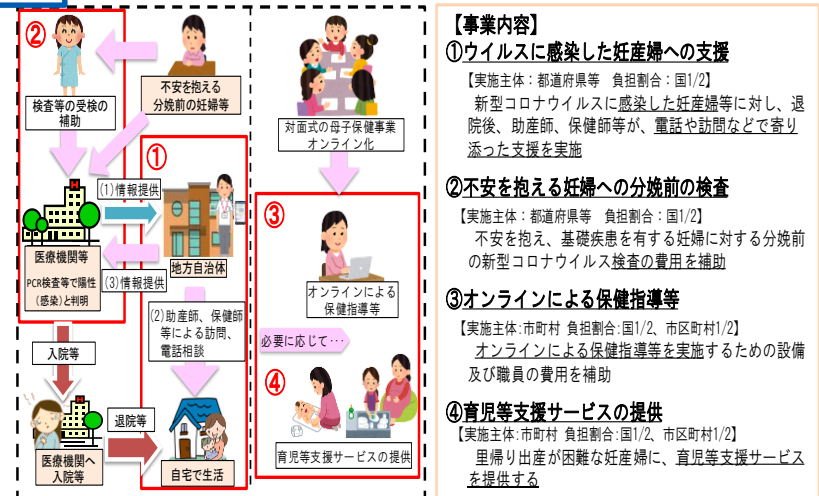 ②
検査等の受検の
補助
不安を抱える
分娩前の妊婦等
①
(1)情報提供
医療機関等
PCR検査等で陽性
(感染)と判明
(3)情報提供
地方自治体
(2)助産師、保健師
等による訪問、
電話相談
入院等
医療機関へ
入院等
退院等
自宅で生活
対面式の母子保健事業
オンライン化
③
オンラインによる
保健指導等
必要に応じて・・・
④
育児等支援サービスの提供
【事業内容】
①ウイルスに感染した妊産婦への支援
【実施主体：都道府県等　負担割合：国1/2】
新型コロナウイルスに感染した妊産婦等に対し、退
院後、助産師、保健師等が、電話や訪問などで寄り
添った支援を実施
②不安を抱える妊婦への分娩前の検査
【実施主体：都道府県等　負担割合：国1/2】
不安を抱え、基礎疾患を有する妊婦に対する分娩前
の新型コロナウイルス検査の費用を補助
③オンラインによる保健指導等
【実施主体:市町村 負担割合:国1/2、市区町村1/2】
オンラインによる保健指導等を実施するための設備
及び職員の費用を補助
④育児等支援サービスの提供
【実施主体:市町村 負担割合:国1/2、市区町村1/2】
里帰り出産が困難な妊産婦に、育児等支援サービス
を提供する